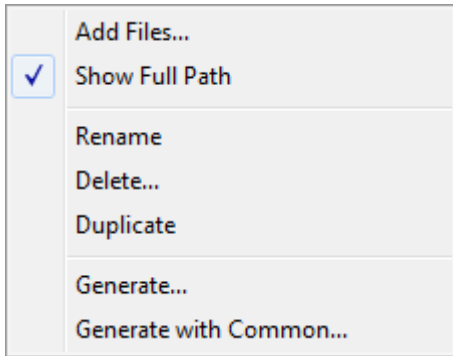 Add Files...
Show Full Path
Rename
Delete...
Duplicate
Generate...
Generate with Common...